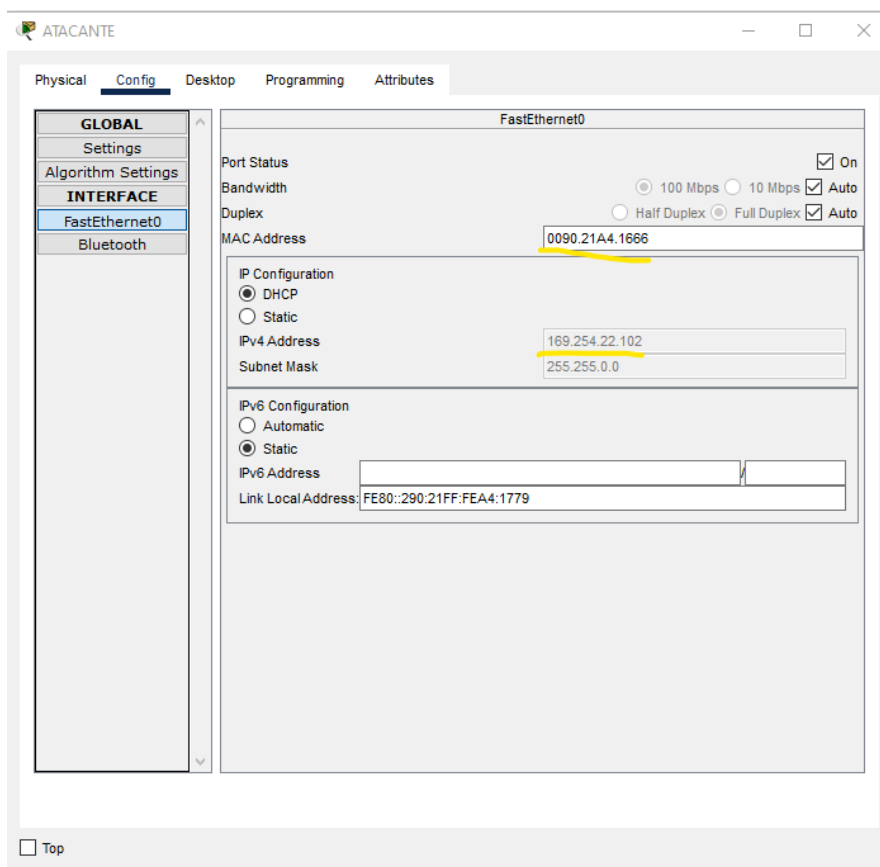 ATACANTE
Physical Config Desktop Programming Attributes
GLOBAL
Settings
Algorithm Settings
INTERFACE
FastEthernet0
Bluetooth
FastEthernet0
Port Status On
Bandwidth 100 Mbps 10 Mbps Auto
Duplex Half Duplex Full Duplex Auto
MAC Address 0090.21A4.1666
IP Configuration
DHCP
Static
IPv4 Address 169.254.22.102
Subnet Mask 255.255.0.0
IPv6 Configuration
Automatic
Static
IPv6 Address /
Link Local Address: FE80::290:21FF:FEA4:1779
Top